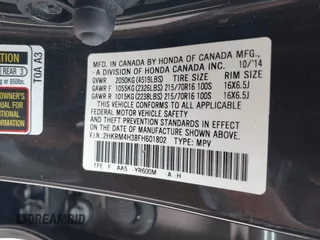 MFD. IN CANADA BY HONDA OF CANADA MFG.,
- A DIVISION OF HONDA CANADA INC. 10/'14
GVWR 2050KG (4519LBS) TIRE SIZE RIM SIZE
GAWR F 1055KG (2326LBS) 215/70R16 100S 16X6.5J
GAWR R 1015KG (2238LBS) 215/70R16 100S 16X6.5J
THIS VEHICLE CONFORMS TO ALL APPLICABLE
FEDERAL MOTOR VEHICLE SAFETY
AND THEFT PREVENTION STANDARDS IN EFFECT
ON THE DATE OF MANUFACTURE SHOWN ABOVE.
V.I.N.: 2HKRM4H38FH601802 TYPE: MPV
TFE F AA5 YR600M A-H
REAR 3
T0A A3
DREAMBID